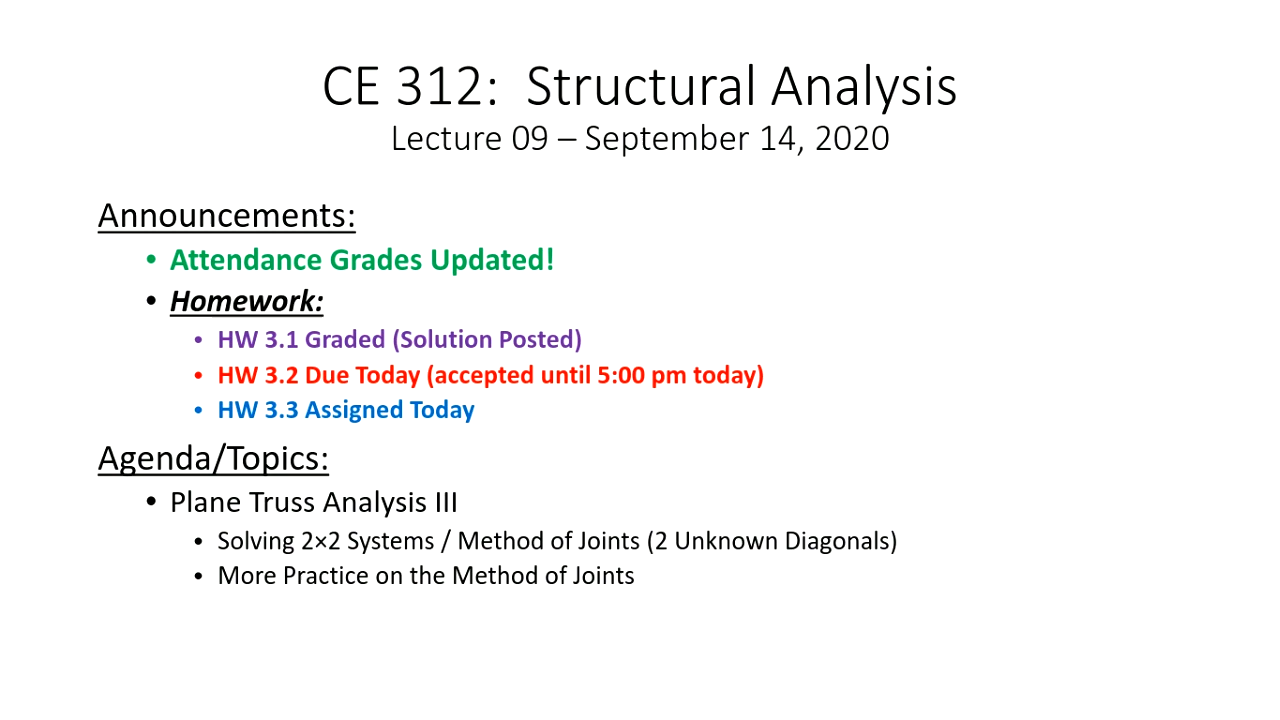 CE 312:  Structural Analysis
Lecture 09 – September 14, 2020
Announcements:
• Attendance Grades Updated!
• Homework:
• HW 3.1 Graded (Solution Posted)
• HW 3.2 Due Today (accepted until 5:00 pm today)
• HW 3.3 Assigned Today
Agenda/Topics:
• Plane Truss Analysis III
• Solving 2×2 Systems / Method of Joints (2 Unknown Diagonals)
• More Practice on the Method of Joints